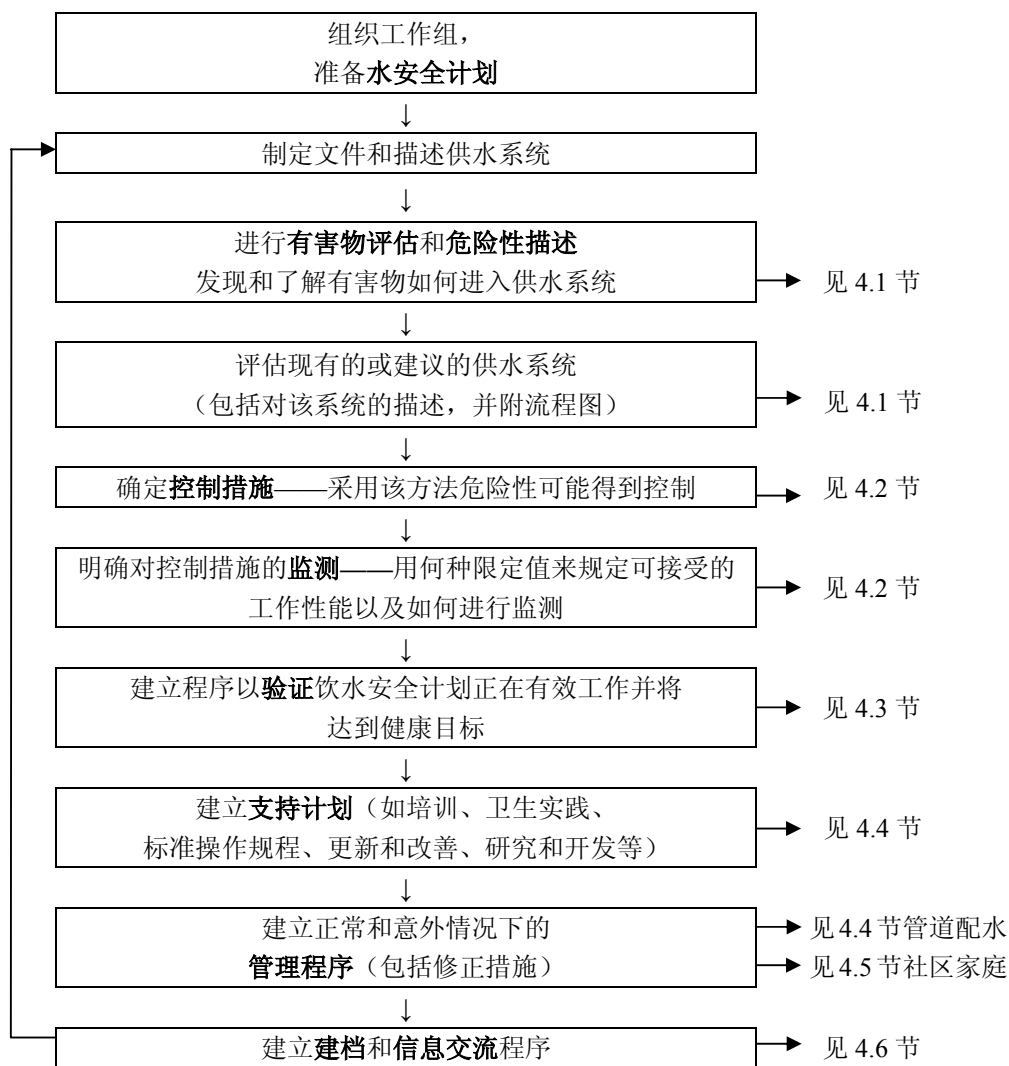 组织工作组，
准备水安全计划
↓
制定文件和描述供水系统
↓
进行有害物评估和危险性描述
发现和了解有害物如何进入供水系统
见 4.1 节
↓
评估现有的或建议的供水系统
（包括对该系统的描述，并附流程图）
见 4.1 节
↓
确定控制措施——采用该方法危险性可能得到控制
见 4.2 节
↓
明确对控制措施的监测——用何种限定值来规定可接受的
工作性能以及如何进行监测
见 4.2 节
↓
建立程序以验证饮水安全计划正在有效工作并将
达到健康目标
见 4.3 节
↓
建立支持计划（如培训、卫生实践、
标准操作规程、更新和改善、研究和开发等）
见 4.4 节
↓
建立正常和意外情况下的
管理程序（包括修正措施）
见 4.4 节管道配水
见 4.5 节社区家庭
↓
建立建档和信息交流程序
见 4.6 节